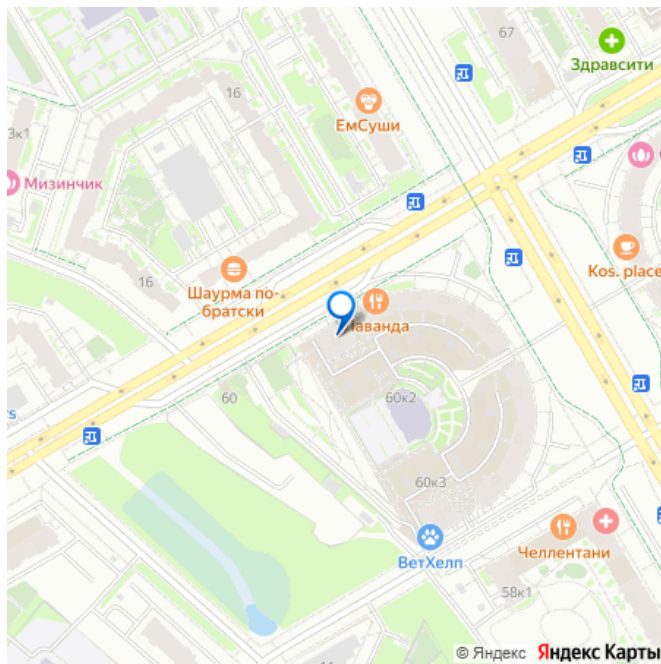 67
Здравсити
16
ЕмСуши
3к1
Мизинчик
Kos. place
16
Шаурма по-
братски
Лаванда
60
60к2
60к3
ВетХелп
Челлентани
58к1
© Яндекс Яндекс Карты